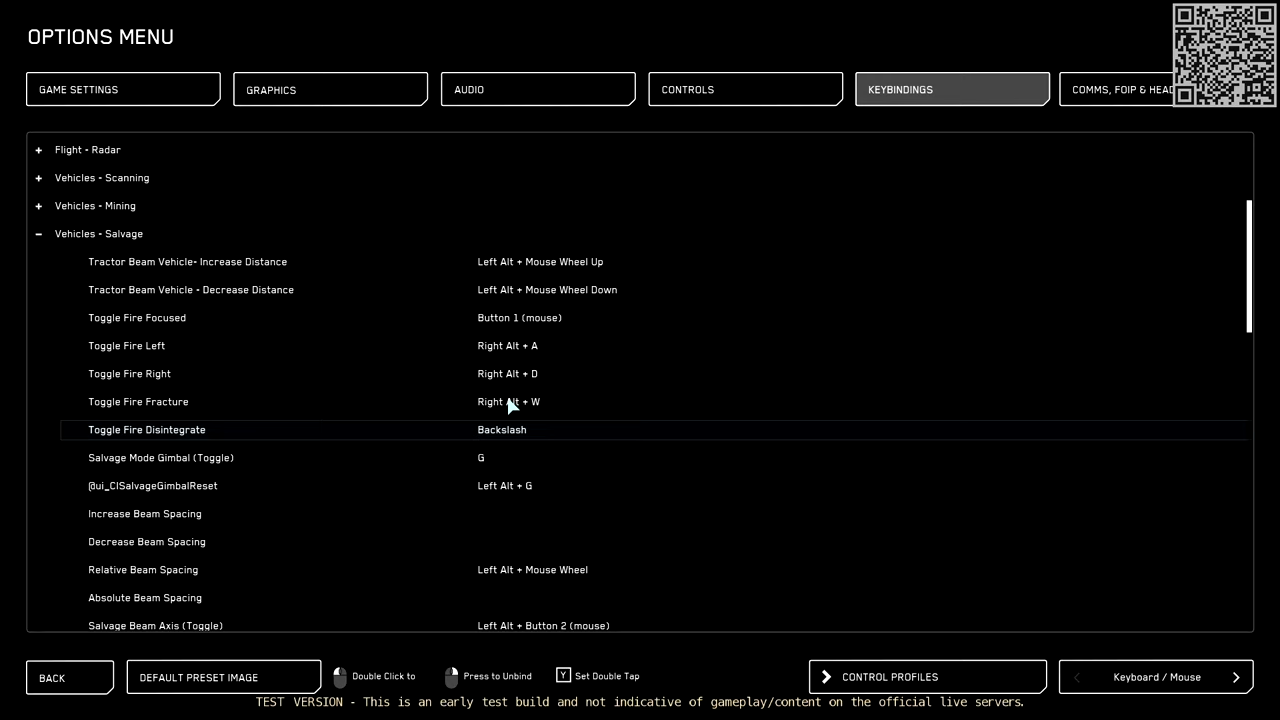 OPTIONS MENU
GAME SETTINGS
GRAPHICS
AUDIO
CONTROLS
KEYBINDINGS
COMMS, FOIP & HEAD
+ Flight - Radar
+ Vehicles - Scanning
+ Vehicles - Mining
− Vehicles - Salvage
Tractor Beam Vehicle- Increase Distance Left Alt + Mouse Wheel Up
Tractor Beam Vehicle - Decrease Distance Left Alt + Mouse Wheel Down
Toggle Fire Focused Button 1 (mouse)
Toggle Fire Left Right Alt + A
Toggle Fire Right Right Alt + D
Toggle Fire Fracture Right Alt + W
Toggle Fire Disintegrate Backslash
Salvage Mode Gimbal (Toggle) G
@ui_CISalvageGimbalReset Left Alt + G
Increase Beam Spacing
Decrease Beam Spacing
Relative Beam Spacing Left Alt + Mouse Wheel
Absolute Beam Spacing
Salvage Beam Axis (Toggle) Left Alt + Button 2 (mouse)
BACK
DEFAULT PRESET IMAGE
Double Click to
Press to Unbind
Y Set Double Tap
CONTROL PROFILES
Keyboard / Mouse
TEST VERSION - This is an early test build and not indicative of gameplay/content on the official live servers.